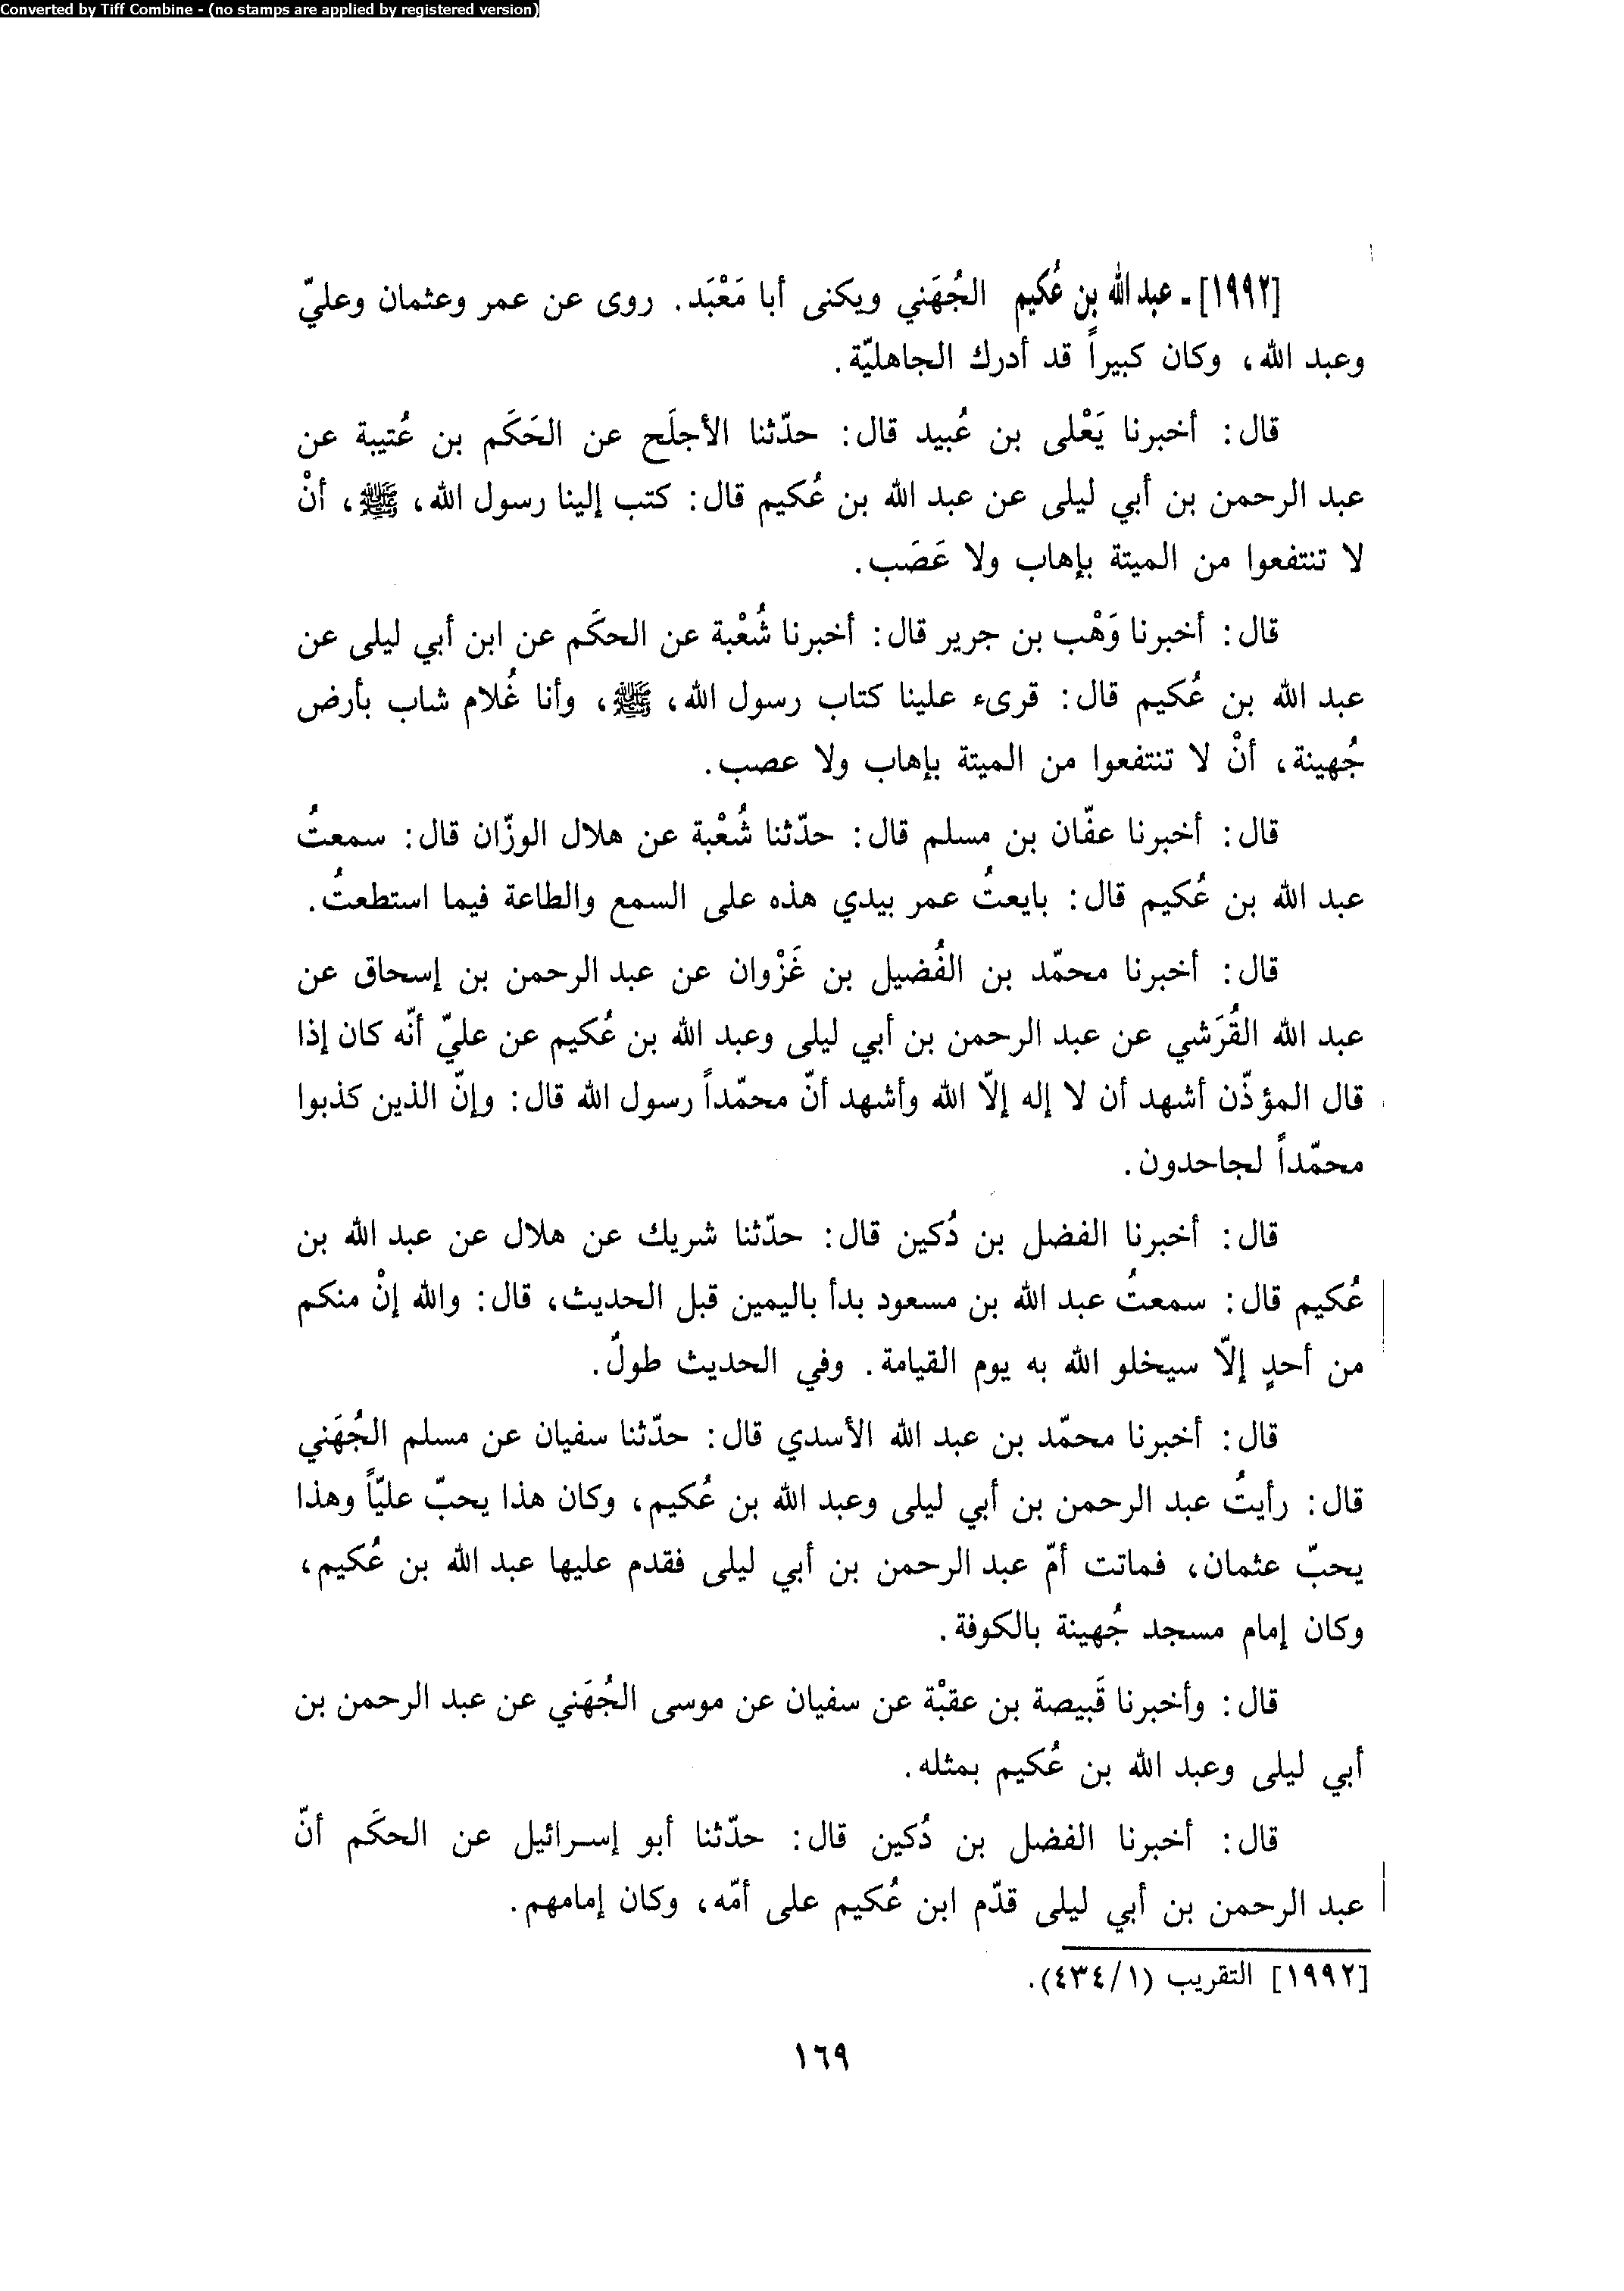 Converted by Tiff Combine - (no stamps are applied by registered version)
[١٩٩٢] - عبد الله بن عُكيم الجُهَني ويكنى أبا مَعْبَد. روى عن عمر وعثمان وعليّ
وعبد الله، وكان كبيراً قد أدرك الجاهليّة.
قال: أخبرنا يَعْلى بن عُبيد قال: حدّثنا الأجلَح عن الحَكَم بن عُتيبة عن
عبد الرحمن بن أبي ليلى عن عبد الله بن عُكيم قال: كتب إلينا رسول الله، ﷺ، أنْ
لا تنتفعوا من الميتة بإهاب ولا عَصَب.
قال: أخبرنا وَهْب بن جرير قال: أخبرنا شُعْبة عن الحكَم عن ابن أبي ليلى عن
عبد الله بن عُكيم قال: قرىء علينا كتاب رسول الله، ﷺ، وأنا غُلام شاب بأرض
جُهينة، أنْ لا تنتفعوا من الميتة بإهاب ولا عصب.
قال: أخبرنا عفّان بن مسلم قال: حدّثنا شُعْبة عن هلال الوزّان قال: سمعتُ
عبد الله بن عُكيم قال: بايعتُ عمر بيدي هذه على السمع والطاعة فيما استطعتُ.
قال: أخبرنا محمّد بن الفُضيل بن غَزْوان عن عبد الرحمن بن إسحاق عن
عبد الله القُرَشي عن عبد الرحمن بن أبي ليلى وعبد الله بن عُكيم عن عليّ أنّه كان إذا
قال المؤذّن أشهد أن لا إله إلاّ الله وأشهد أنّ محمّداً رسول الله قال: وإنّ الذين كذبوا
محمّداً لجاحدون.
قال: أخبرنا الفضل بن دُكين قال: حدّثنا شريك عن هلال عن عبد الله بن
عُكيم قال: سمعتُ عبد الله بن مسعود بدأ باليمين قبل الحديث، قال: والله إنْ منكم
من أحدٍ إلاّ سيخلو الله به يوم القيامة. وفي الحديث طولٌ.
قال: أخبرنا محمّد بن عبد الله الأسدي قال: حدّثنا سفيان عن مسلم الجُهَني
قال: رأيتُ عبد الرحمن بن أبي ليلى وعبد الله بن عُكيم، وكان هذا يحبّ عليّاً وهذا
يحبّ عثمان، فماتت أمّ عبد الرحمن بن أبي ليلى فقدم عليها عبد الله بن عُكيم،
وكان إمام مسجد جُهينة بالكوفة.
قال: وأخبرنا قَبيصة بن عقبْة عن سفيان عن موسى الجُهَني عن عبد الرحمن بن
أبي ليلى وعبد الله بن عُكيم بمثله.
قال: أخبرنا الفضل بن دُكين قال: حدّثنا أبو إسرائيل عن الحكَم أنّ
عبد الرحمن بن أبي ليلى قدّم ابن عُكيم على أمّه، وكان إمامهم.
[١٩٩٢] التقريب (١/٤٣٤).
١٦٩